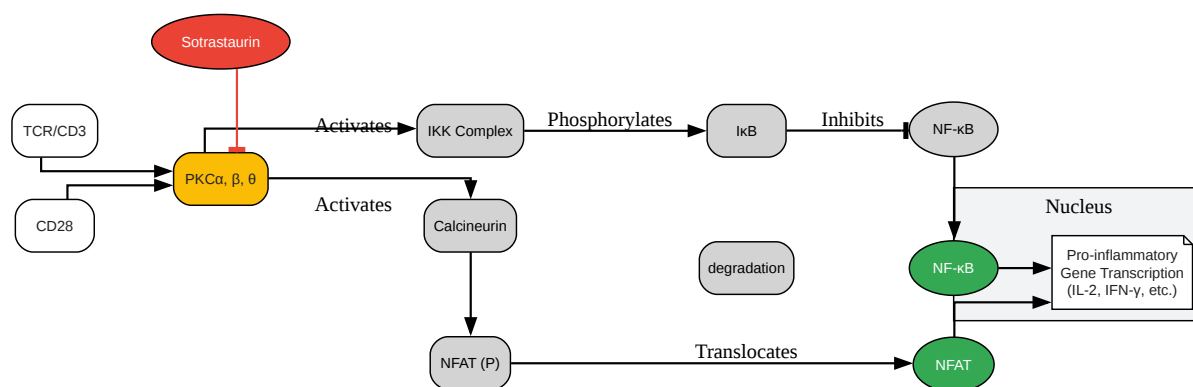 Sotrastaurin
TCR/CD3
Activates
IKK Complex
Phosphorylates
IκB
Inhibits
NF-κB
PKCα, β, θ
CD28
Activates
Calcineurin
Nucleus
degradation
NF-κB
Pro-inflammatory
Gene Transcription
(IL-2, IFN-γ, etc.)
NFAT (P)
Translocates
NFAT